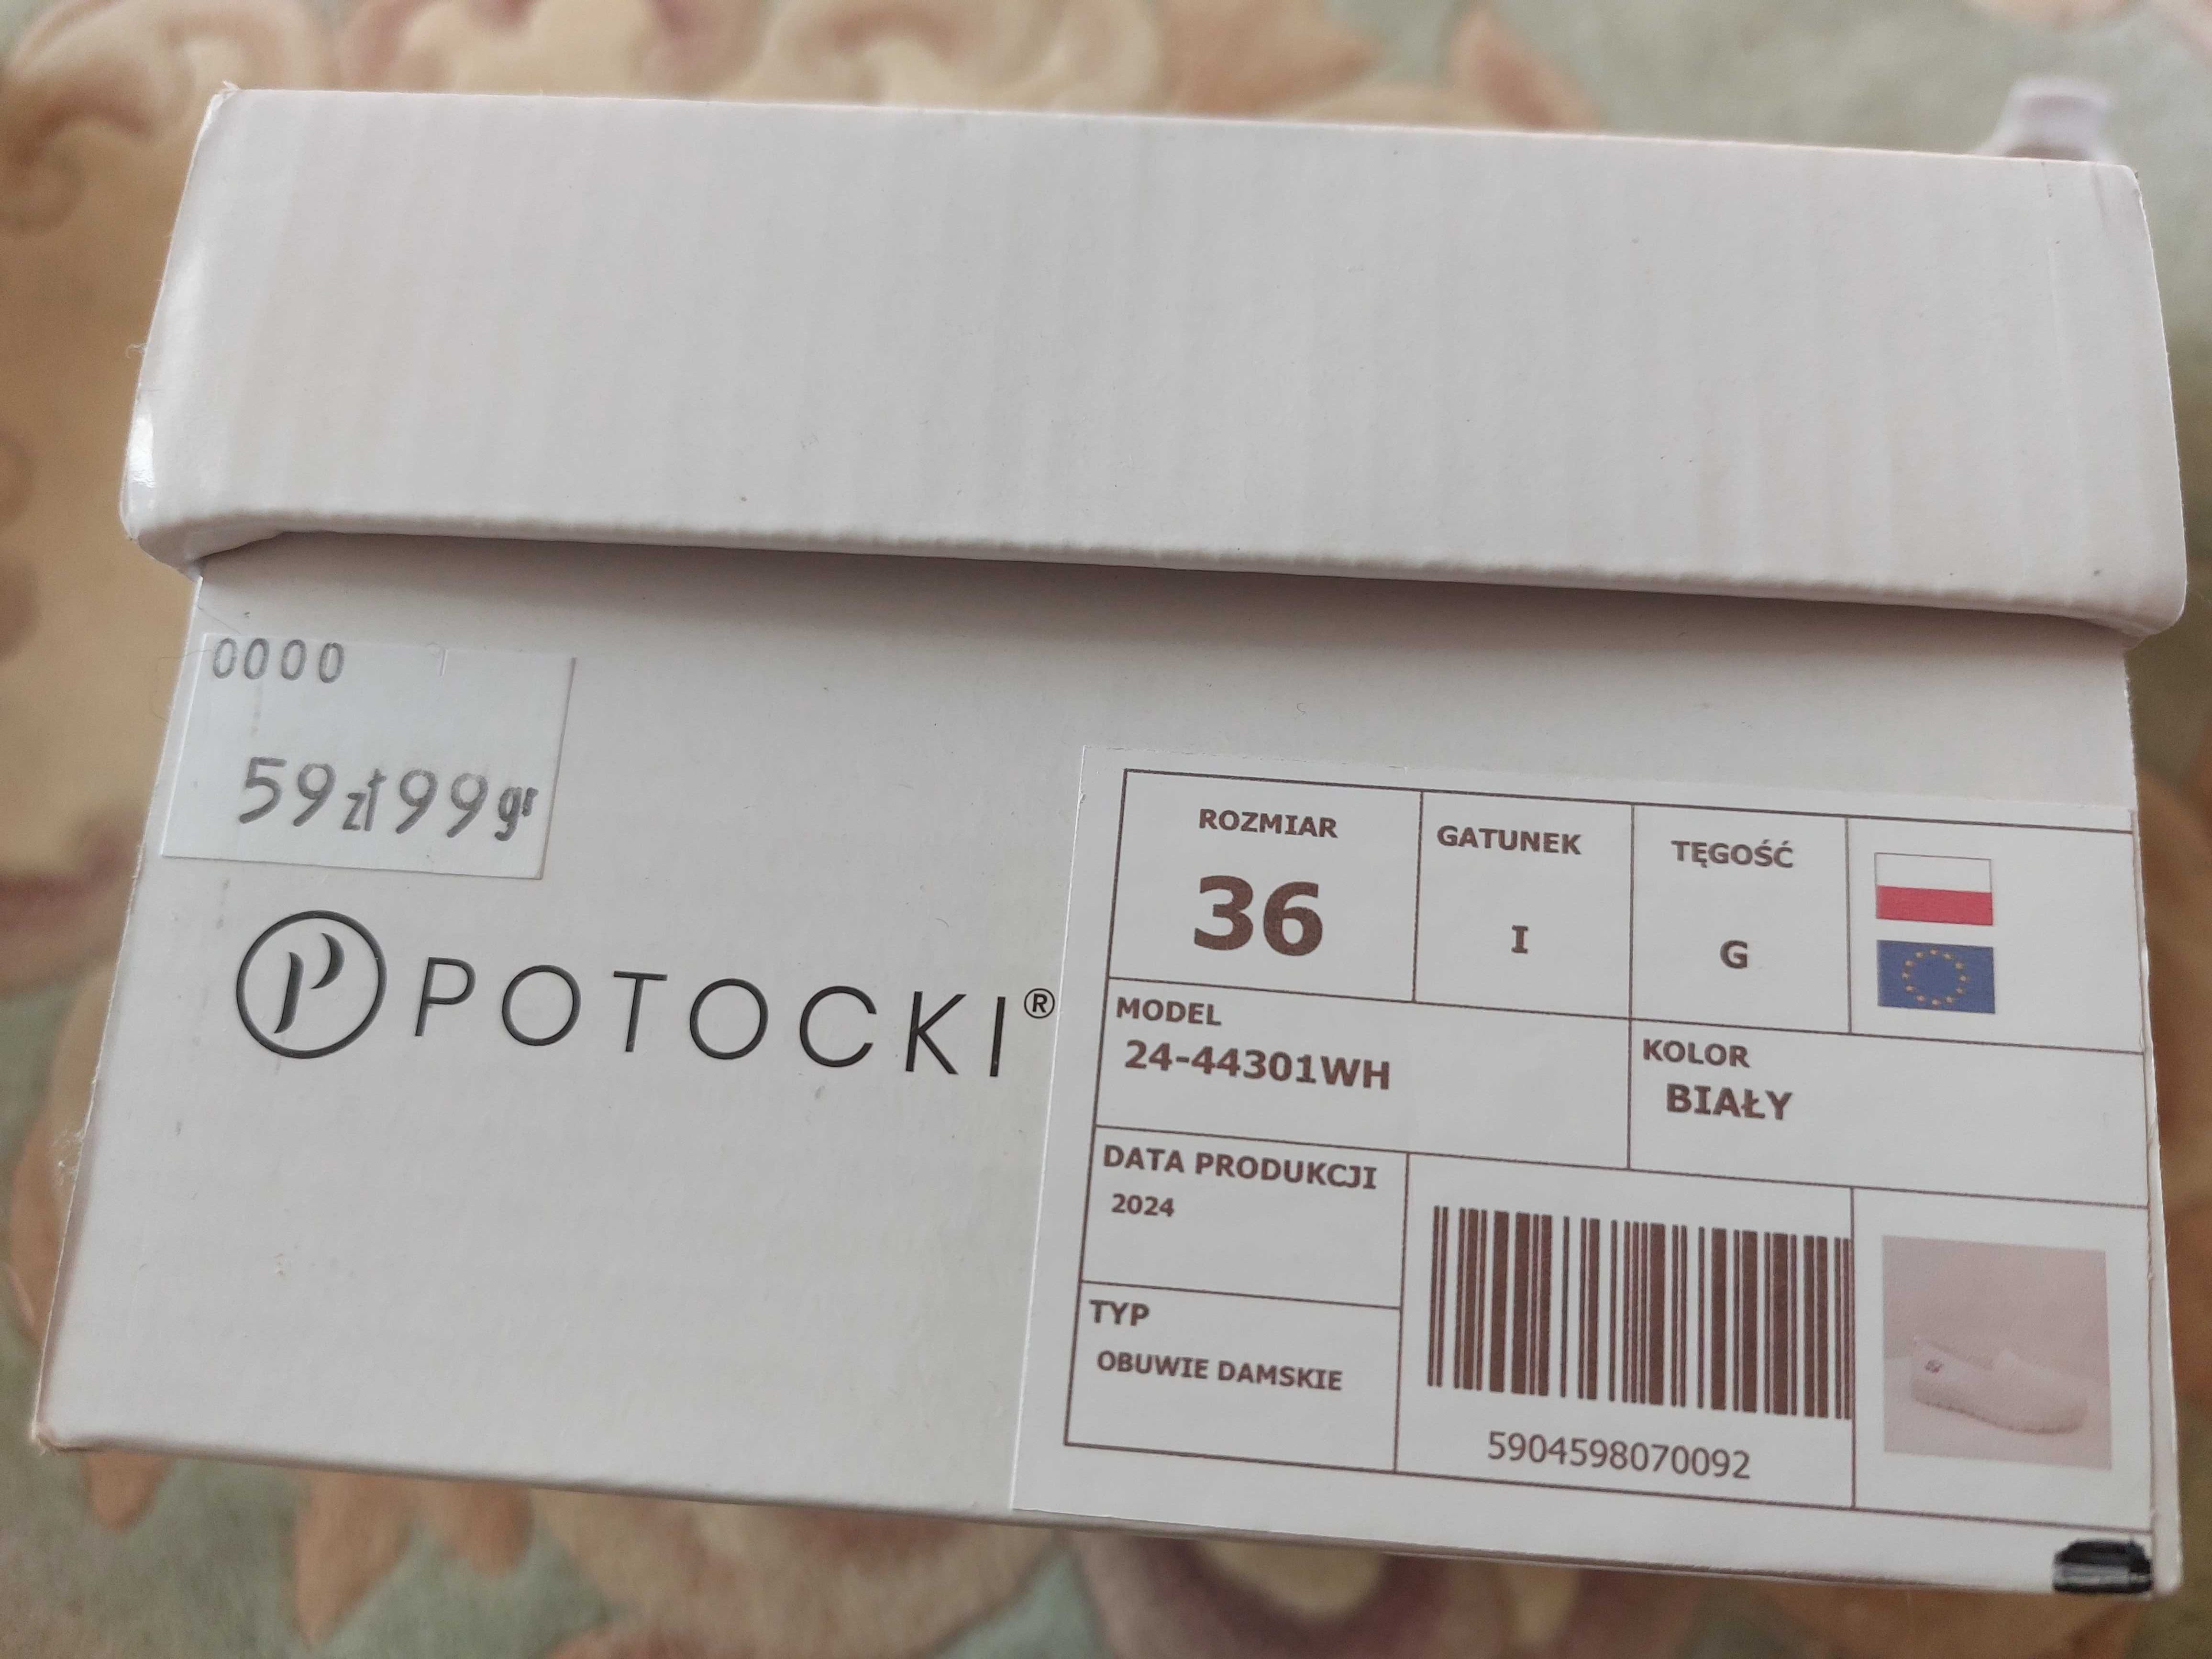 0000
59zł99gr
P POTOCKI®
ROZMIAR
36
GATUNEK
I
TĘGOŚĆ
G
MODEL
24-44301WH
KOLOR
BIAŁY
DATA PRODUKCJI
2024
TYP
OBUWIE DAMSKIE
5904598070092